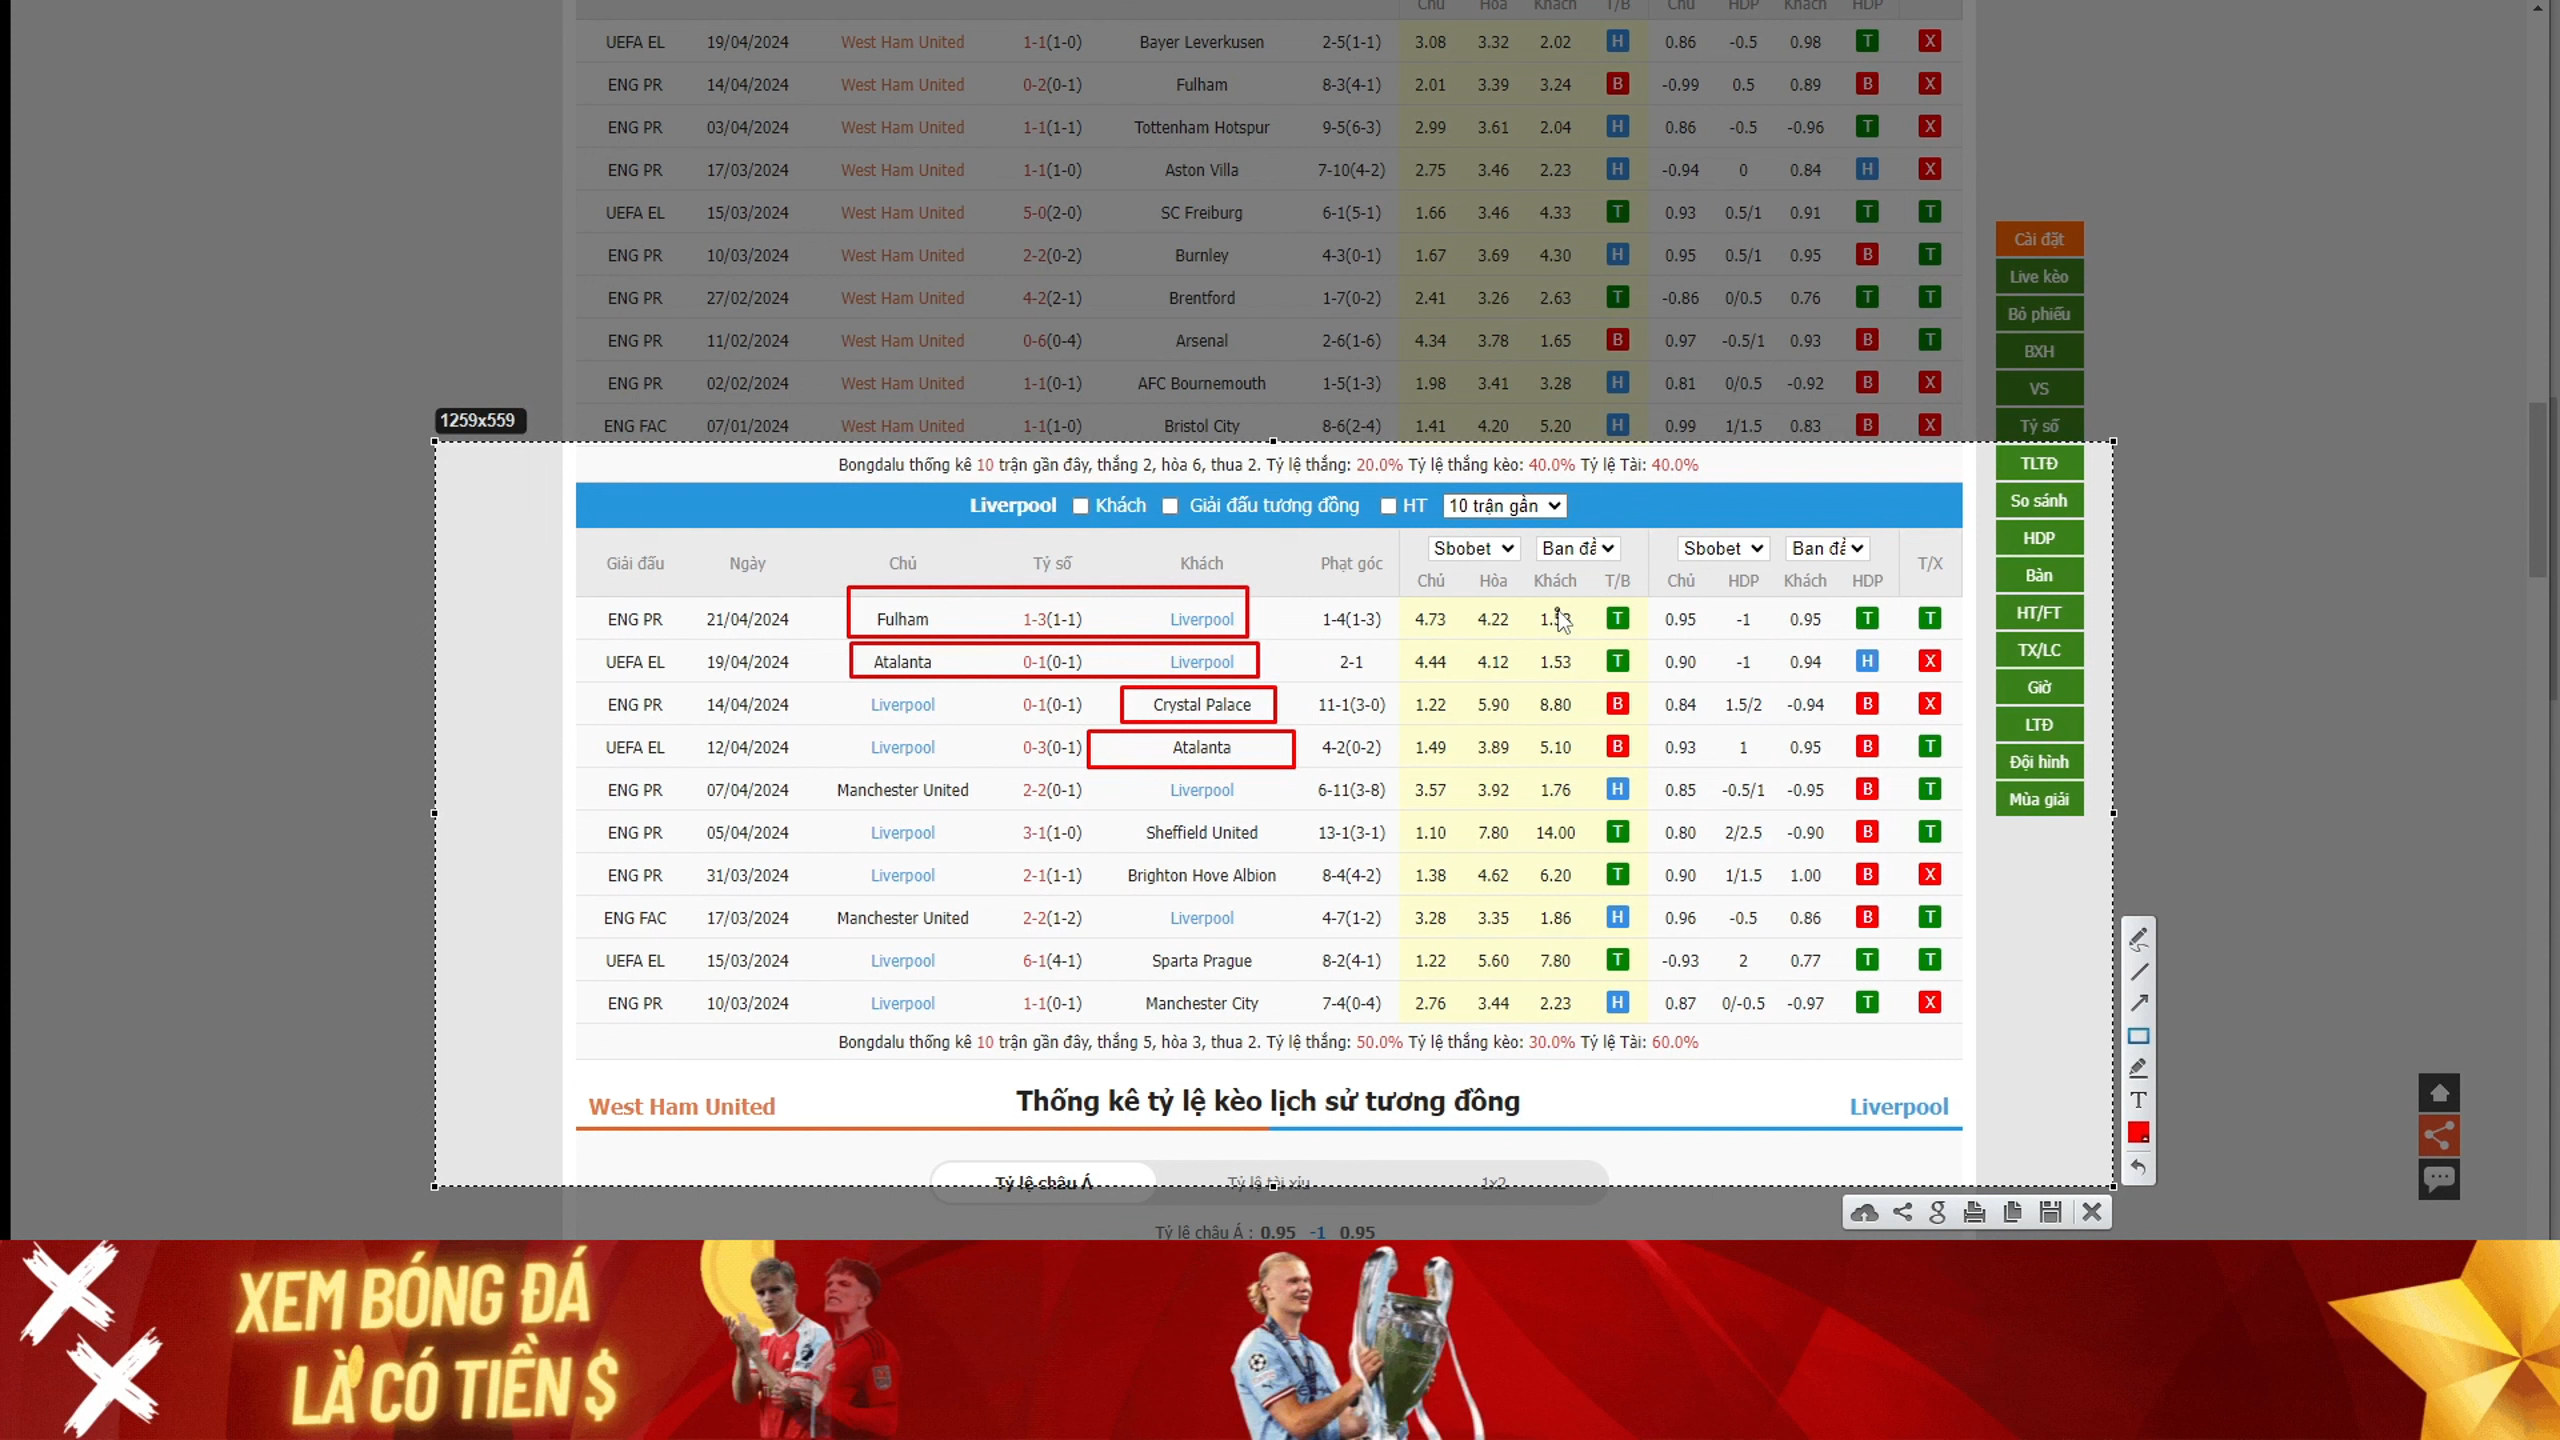 Chủ Hòa Khách T/B Chủ HDP Khách HDP
UEFA EL 19/04/2024 West Ham United 1-1(1-0) Bayer Leverkusen 2-5(1-1) 3.08 3.32 2.02 H 0.86 -0.5 0.98 T X
ENG PR 14/04/2024 West Ham United 0-2(0-1) Fulham 8-3(4-1) 2.01 3.39 3.24 B -0.99 0.5 0.89 B X
ENG PR 03/04/2024 West Ham United 1-1(1-1) Tottenham Hotspur 9-5(6-3) 2.99 3.61 2.04 H 0.86 -0.5 -0.96 T X
ENG PR 17/03/2024 West Ham United 1-1(1-0) Aston Villa 7-10(4-2) 2.75 3.46 2.23 H -0.94 0 0.84 H X
UEFA EL 15/03/2024 West Ham United 5-0(2-0) SC Freiburg 6-1(5-1) 1.66 3.46 4.33 T 0.93 0.5/1 0.91 T T
Cài đặt
ENG PR 10/03/2024 West Ham United 2-2(0-2) Burnley 4-3(0-1) 1.67 3.69 4.30 H 0.95 0.5/1 0.95 B T
Live kèo
ENG PR 27/02/2024 West Ham United 4-2(2-1) Brentford 1-7(0-2) 2.41 3.26 2.63 T -0.86 0/0.5 0.76 T T
Bỏ phiếu
ENG PR 11/02/2024 West Ham United 0-6(0-4) Arsenal 2-6(1-6) 4.34 3.78 1.65 B 0.97 -0.5/1 0.93 B T
BXH
ENG PR 02/02/2024 West Ham United 1-1(0-1) AFC Bournemouth 1-5(1-3) 1.98 3.41 3.28 H 0.81 0/0.5 -0.92 B X
VS
1259x559
ENG FAC 07/01/2024 West Ham United 1-1(1-0) Bristol City 8-6(2-4) 1.41 4.20 5.20 H 0.99 1/1.5 0.83 B X
Tỷ số
Bongdalu thống kê 10 trận gần đây, thắng 2, hòa 6, thua 2. Tỷ lệ thắng: 20.0% Tỷ lệ thắng kèo: 40.0% Tỷ lệ Tài: 40.0%
TLTĐ
Liverpool Khách Giải đấu tương đồng HT 10 trận gần
So sánh
Sbobet Ban đầ Sbobet Ban đầ
HDP
Giải đấu Ngày Chủ Tỷ số Khách Phạt góc T/X
Chủ Hòa Khách T/B Chủ HDP Khách HDP
Bàn
ENG PR 21/04/2024 Fulham 1-3(1-1) Liverpool 1-4(1-3) 4.73 4.22 T 0.95 -1 0.95 T T
HT/FT
UEFA EL 19/04/2024 Atalanta 0-1(0-1) Liverpool 2-1 4.44 4.12 1.53 T 0.90 -1 0.94 H X
TX/LC
ENG PR 14/04/2024 Liverpool 0-1(0-1) Crystal Palace 11-1(3-0) 1.22 5.90 8.80 B 0.84 1.5/2 -0.94 B X
Giờ
LTĐ
UEFA EL 12/04/2024 Liverpool 0-3(0-1) Atalanta 4-2(0-2) 1.49 3.89 5.10 B 0.93 1 0.95 B T
Đội hình
ENG PR 07/04/2024 Manchester United 2-2(0-1) Liverpool 6-11(3-8) 3.57 3.92 1.76 H 0.85 -0.5/1 -0.95 B T
Mùa giải
ENG PR 05/04/2024 Liverpool 3-1(1-0) Sheffield United 13-1(3-1) 1.10 7.80 14.00 T 0.80 2/2.5 -0.90 B T
ENG PR 31/03/2024 Liverpool 2-1(1-1) Brighton Hove Albion 8-4(4-2) 1.38 4.62 6.20 T 0.90 1/1.5 1.00 B X
ENG FAC 17/03/2024 Manchester United 2-2(1-2) Liverpool 4-7(1-2) 3.28 3.35 1.86 H 0.96 -0.5 0.86 B T
UEFA EL 15/03/2024 Liverpool 6-1(4-1) Sparta Prague 8-2(4-1) 1.22 5.60 7.80 T -0.93 2 0.77 T T
ENG PR 10/03/2024 Liverpool 1-1(0-1) Manchester City 7-4(0-4) 2.76 3.44 2.23 H 0.87 0/-0.5 -0.97 T X
Bongdalu thống kê 10 trận gần đây, thắng 5, hòa 3, thua 2. Tỷ lệ thắng: 50.0% Tỷ lệ thắng kèo: 30.0% Tỷ lệ Tài: 60.0%
West Ham United Thống kê tỷ lệ kèo lịch sử tương đồng Liverpool
Tỷ lệ châu Á Tỷ lệ tài xỉu 1x2
Tỷ lệ châu Á : 0.95 -1 0.95
XEM BÓNG ĐÁ
LÀ CÓ TIỀN $